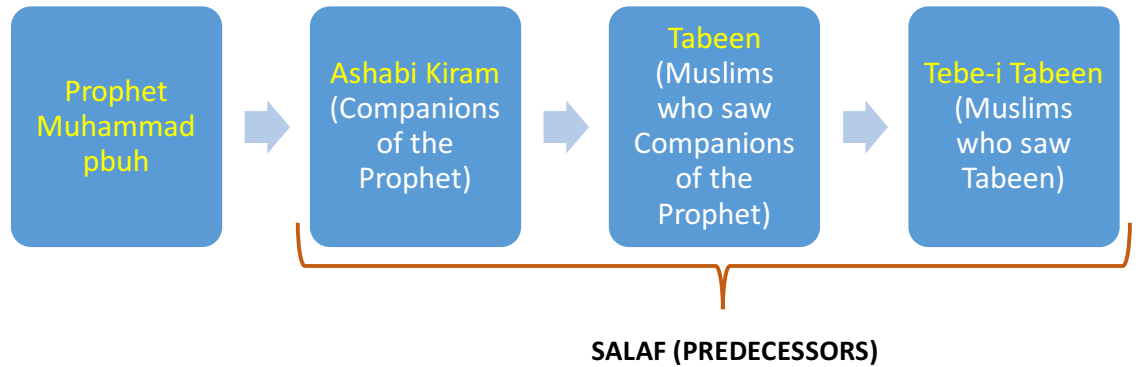 Prophet
Muhammad
pbuh
Ashabi Kiram
(Companions
of the
Prophet)
Tabeen
(Muslims
who saw
Companions
of the
Prophet)
Tebe-i Tabeen
(Muslims
who saw
Tabeen)
SALAF (PREDECESSORS)